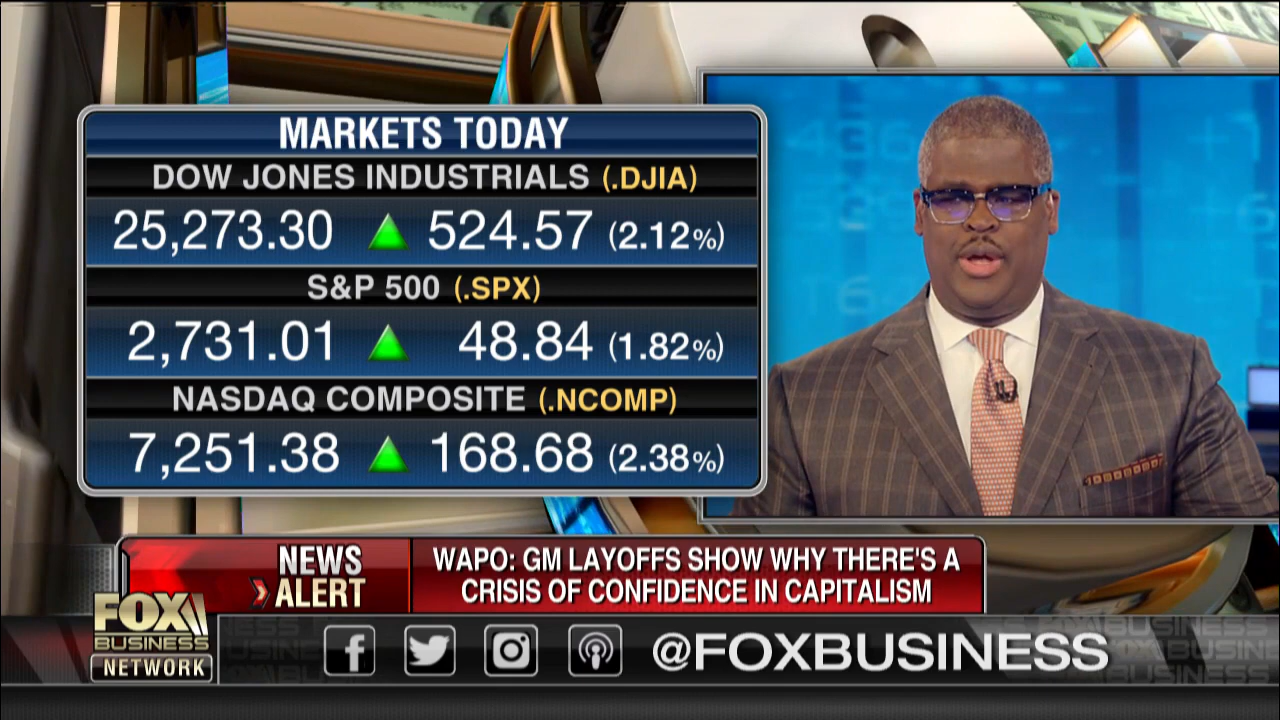 MARKETS TODAY
DOW JONES INDUSTRIALS (.DJIA)
25,273.30 ▲ 524.57 (2.12%)
S&P 500 (.SPX)
2,731.01 ▲ 48.84 (1.82%)
NASDAQ COMPOSITE (.NCOMP)
7,251.38 ▲ 168.68 (2.38%)
NEWS
ALERT
WAPO: GM LAYOFFS SHOW WHY THERE'S A
CRISIS OF CONFIDENCE IN CAPITALISM
FOX
BUSINESS
NETWORK
@FOXBUSINESS